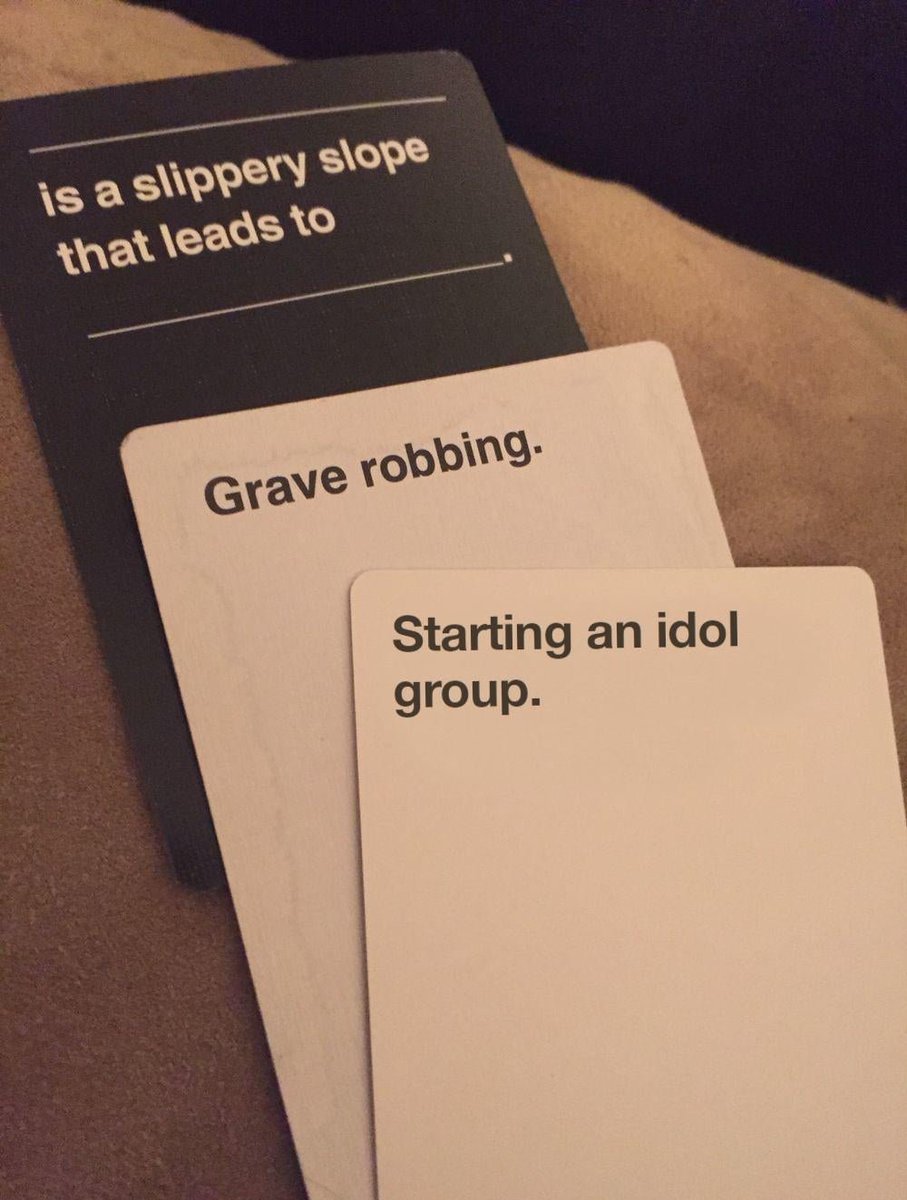 is a slippery slope
that leads to
.
Grave robbing.
Starting an idol
group.